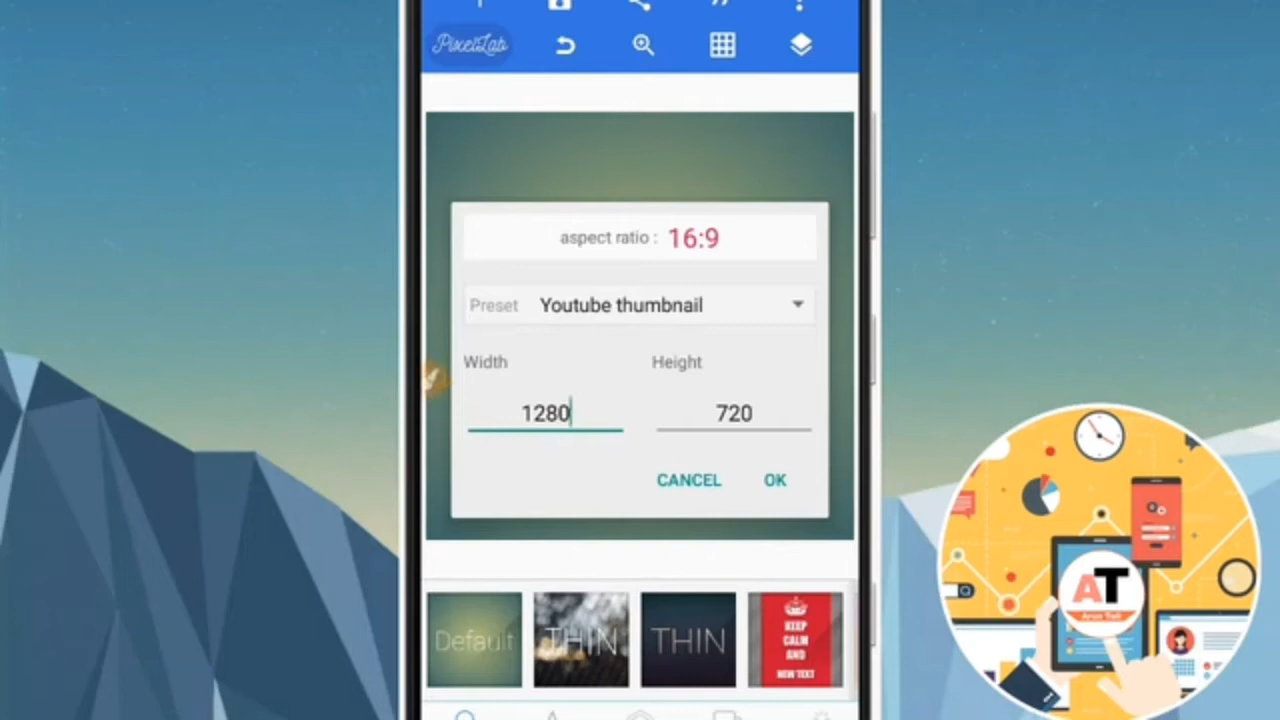 PixelLab
aspect ratio : 16:9
Preset Youtube thumbnail
Width Height
1280 720
CANCEL OK
Default
THIN
THIN
KEEP
CALM
AND
NEW TEXT
AT